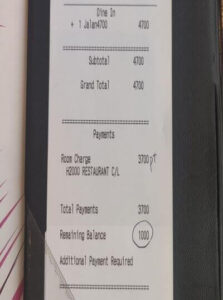 Dine In
+ 1 Jalan4700 4700
Subtotal 4700
Grand Total 4700
Payments
Room Charge 3700
H2000 RESTAURANT C/L
Total Payments 3700
Remaining Balance 1000
Additional Payment Required